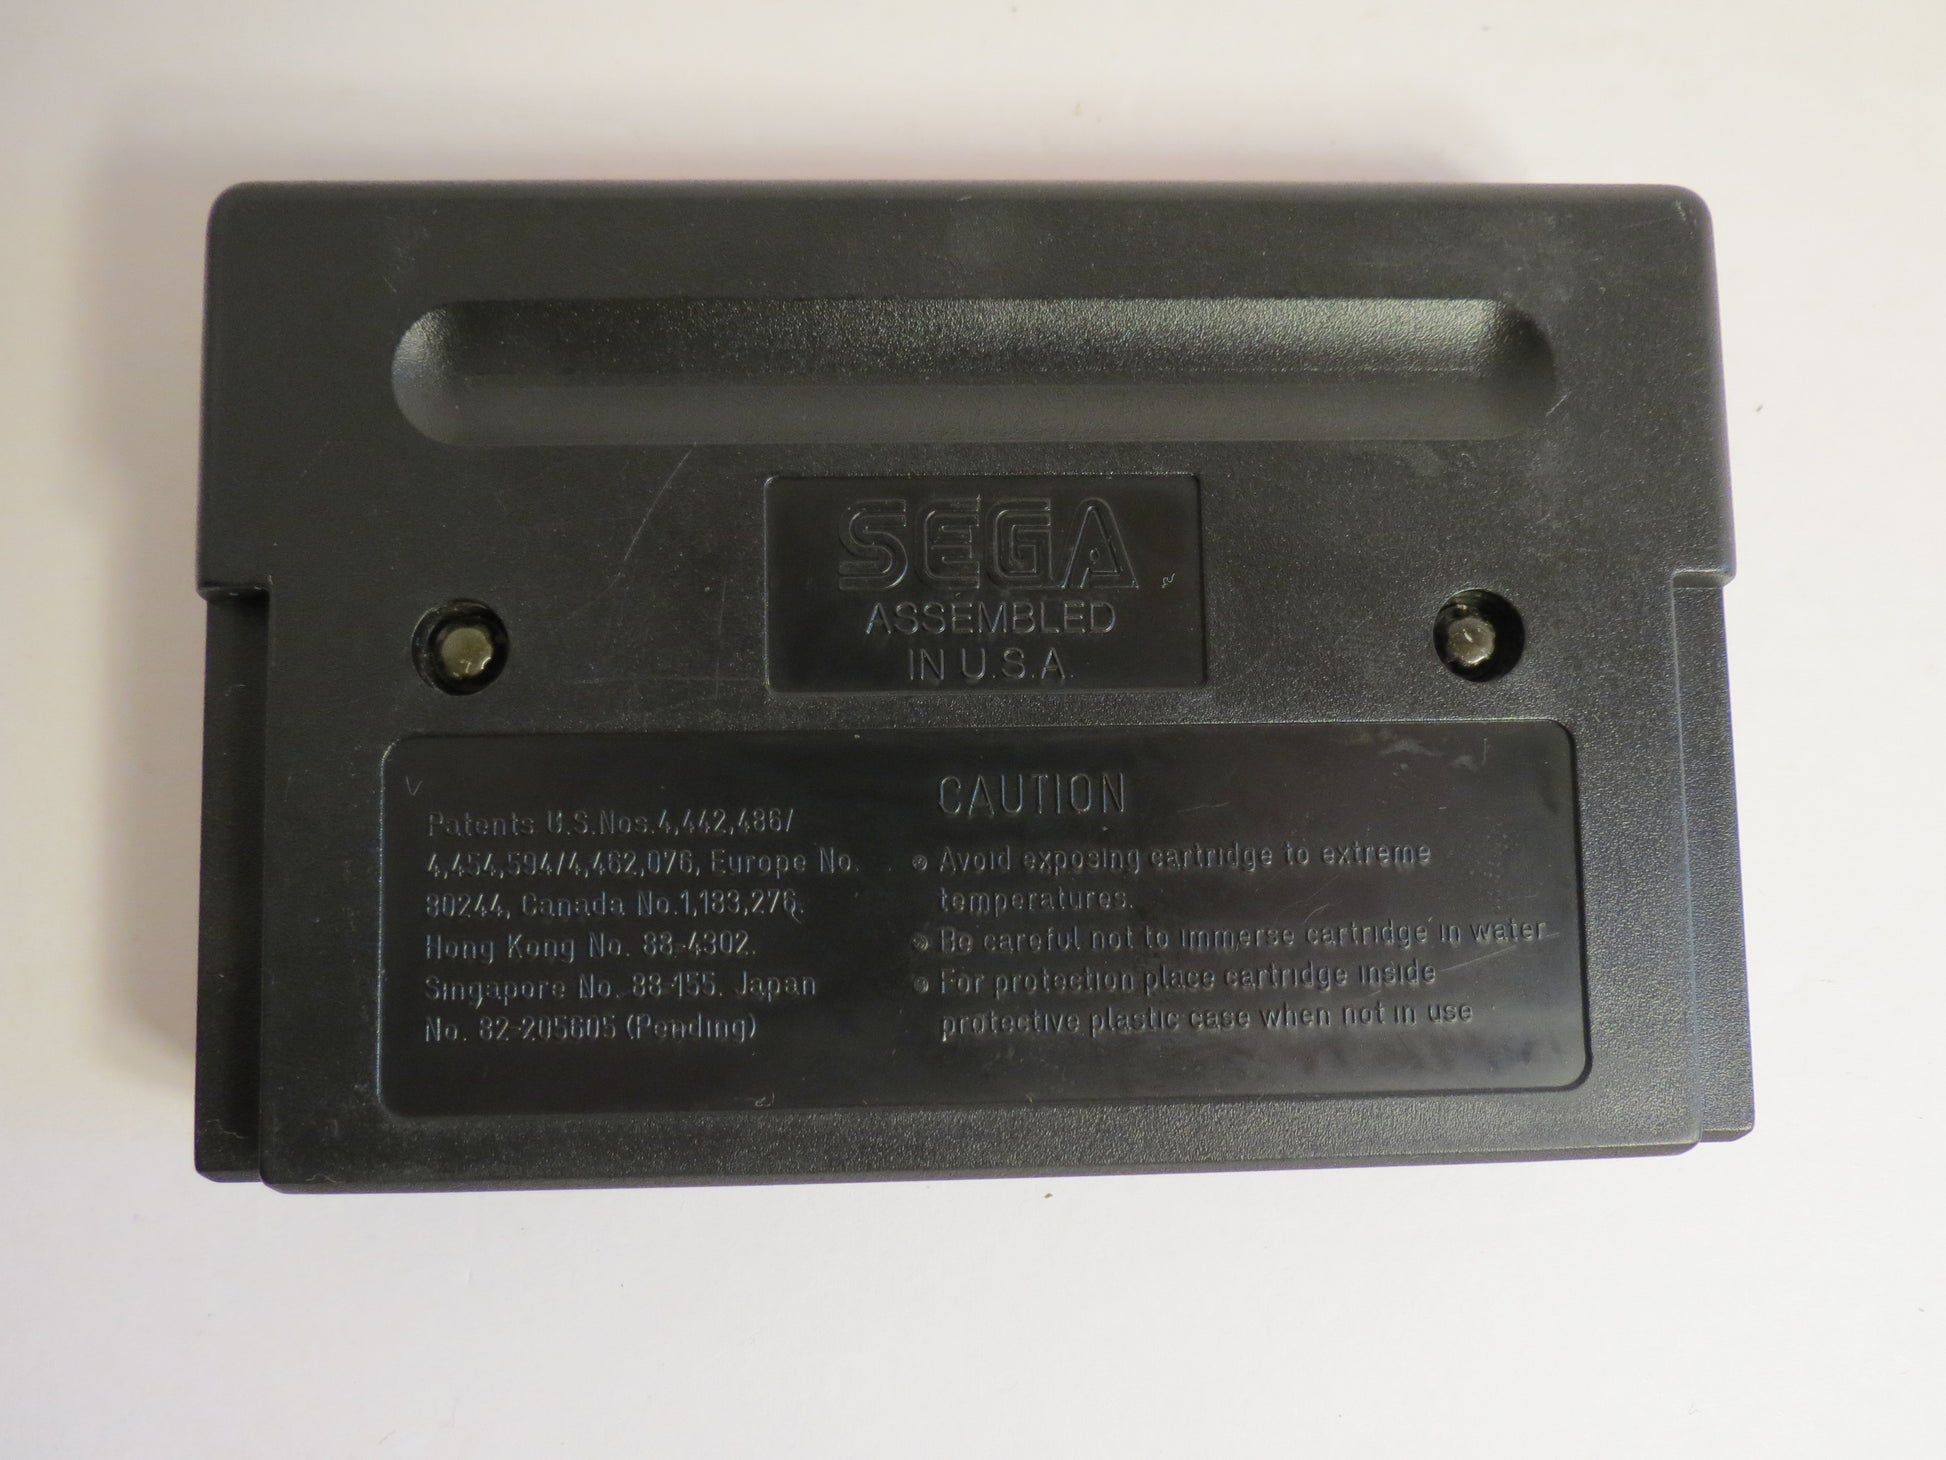 SEGA
ASSEMBLED
IN U.S.A.
Patents U.S.Nos.4,442,486/
4,454,594/4,462,076, Europe No.
80244, Canada No.1,183,276.
Hong Kong No. 88-4302.
Singapore No. 88-155. Japan
No. 82-205605 (Pending)
CAUTION
Avoid exposing cartridge to extreme
temperatures.
Be careful not to immerse cartridge in water
For protection place cartridge inside
protective plastic case when not in use